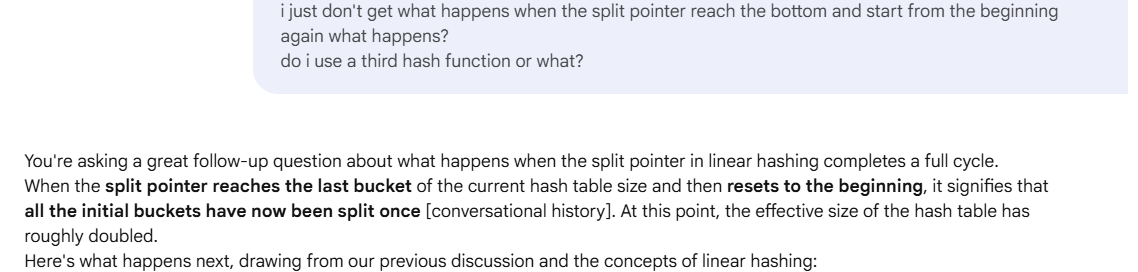 i just don't get what happens when the split pointer reach the bottom and start from the beginning
again what happens?
do i use a third hash function or what?
You're asking a great follow-up question about what happens when the split pointer in linear hashing completes a full cycle.
When the split pointer reaches the last bucket of the current hash table size and then resets to the beginning, it signifies that
all the initial buckets have now been split once [conversational history]. At this point, the effective size of the hash table has
roughly doubled.
Here's what happens next, drawing from our previous discussion and the concepts of linear hashing: